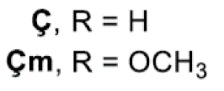 Ç, R = H
Çm, R = OCH₃